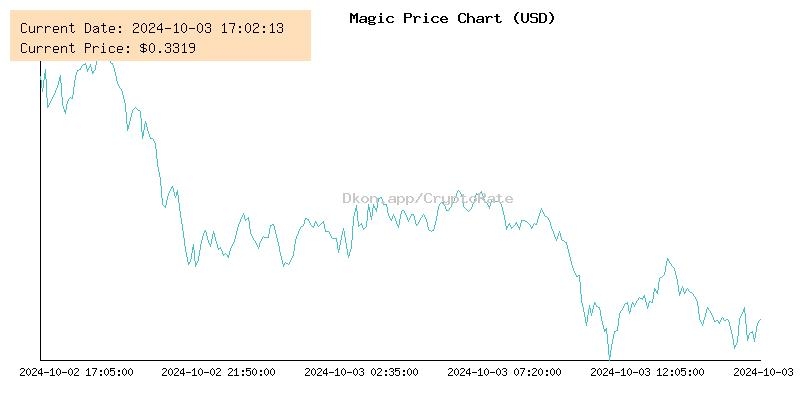 Magic Price Chart (USD)
Current Date: 2024-10-03 17:02:13
Current Price: $0.3319
Dkon.app/CryptoRate
2024-10-02 17:05:00 2024-10-02 21:50:00 2024-10-03 02:35:00 2024-10-03 07:20:00 2024-10-03 12:05:00 2024-10-03